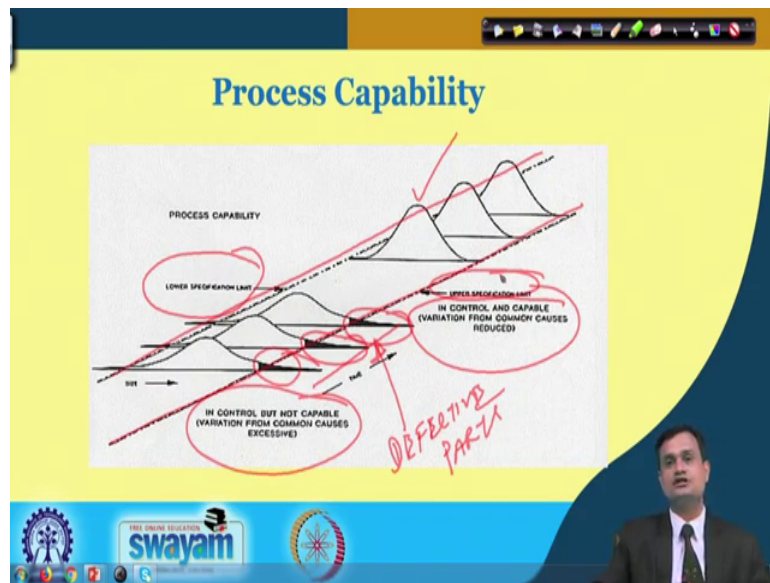 Process Capability
PROCESS CAPABILITY
LOWER SPECIFICATION LIMIT
UPPER SPECIFICATION LIMIT
IN CONTROL AND CAPABLE
(VARIATION FROM COMMON CAUSES
REDUCED)
SIZE
TIME
IN CONTROL BUT NOT CAPABLE
(VARIATION FROM COMMON CAUSES
EXCESSIVE)
DEFECTIVE
PARTS
FREE ONLINE EDUCATION
swayam